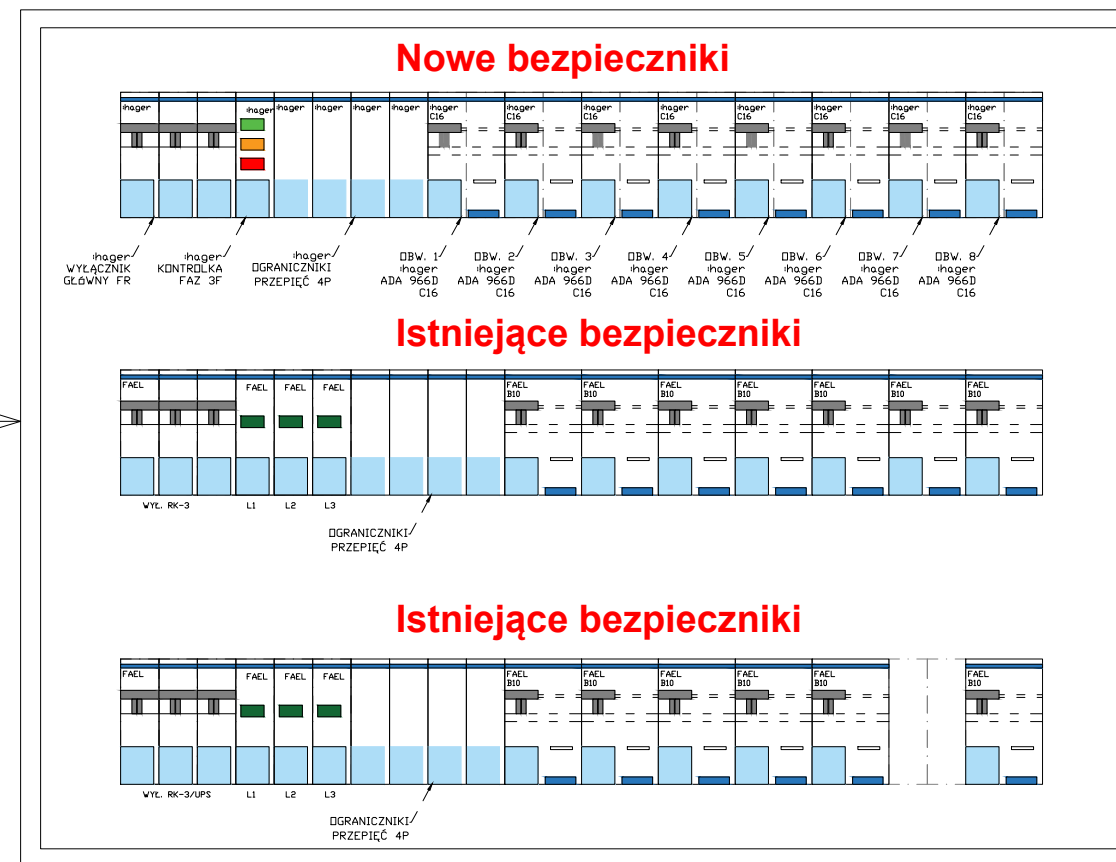 Nowe bezpieczniki
:hager :hager :hager :hager :hager :hager :hager :hager :hager :hager :hager :hager :hager :hager
C16 C16 C16 C16 C16 C16 C16 C16
:hager
WYŁĄCZNIK
GŁÓWNY FR
:hager
KONTROLKA
FAZ 3F
:hager
OGRANICZNIKI
PRZEPIĘĆ 4P
OBW. 1
:hager
ADA 966D
C16
OBW. 2
:hager
ADA 966D
C16
OBW. 3
:hager
ADA 966D
C16
OBW. 4
:hager
ADA 966D
C16
OBW. 5
:hager
ADA 966D
C16
OBW. 6
:hager
ADA 966D
C16
OBW. 7
:hager
ADA 966D
C16
OBW. 8
:hager
ADA 966D
C16
Istniejące bezpieczniki
FAEL FAEL FAEL FAEL FAEL FAEL FAEL FAEL FAEL FAEL FAEL
B10 B10 B10 B10 B10 B10 B10
WYŁ. RK-3 L1 L2 L3
OGRANICZNIKI
PRZEPIĘĆ 4P
Istniejące bezpieczniki
FAEL FAEL FAEL FAEL FAEL FAEL FAEL FAEL FAEL FAEL
B10 B10 B10 B10 B10 B10
WYŁ. RK-3/UPS L1 L2 L3
OGRANICZNIKI
PRZEPIĘĆ 4P